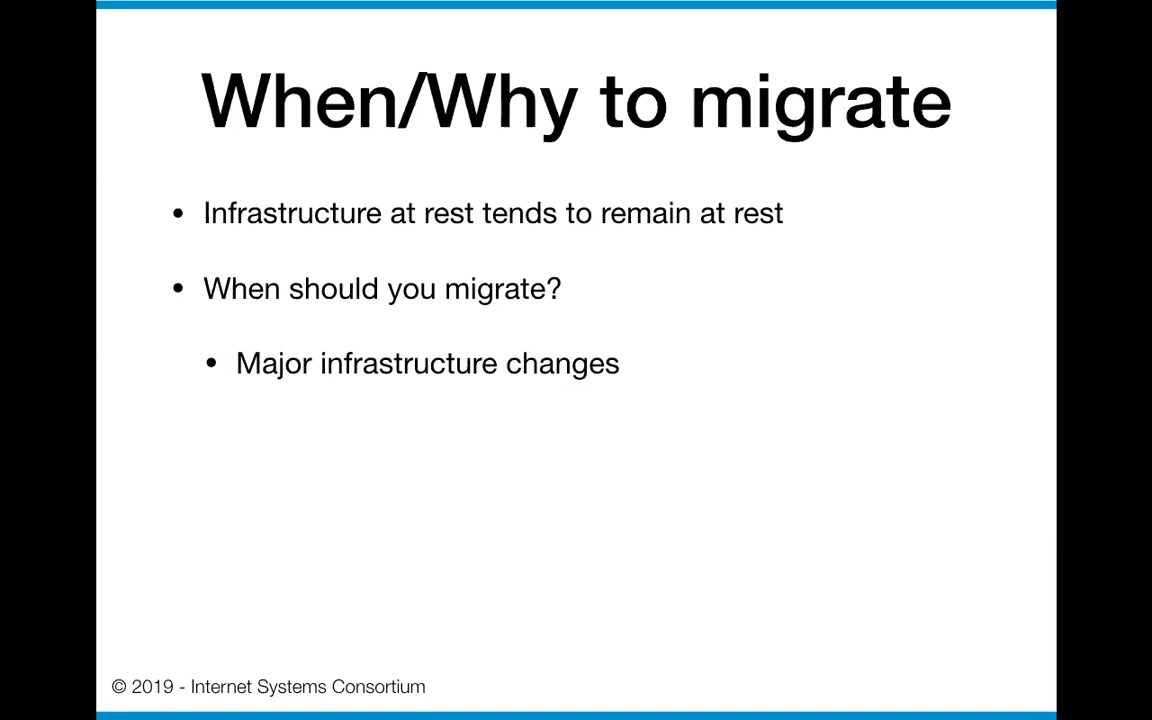 When/Why to migrate
• Infrastructure at rest tends to remain at rest
• When should you migrate?
• Major infrastructure changes
© 2019 - Internet Systems Consortium